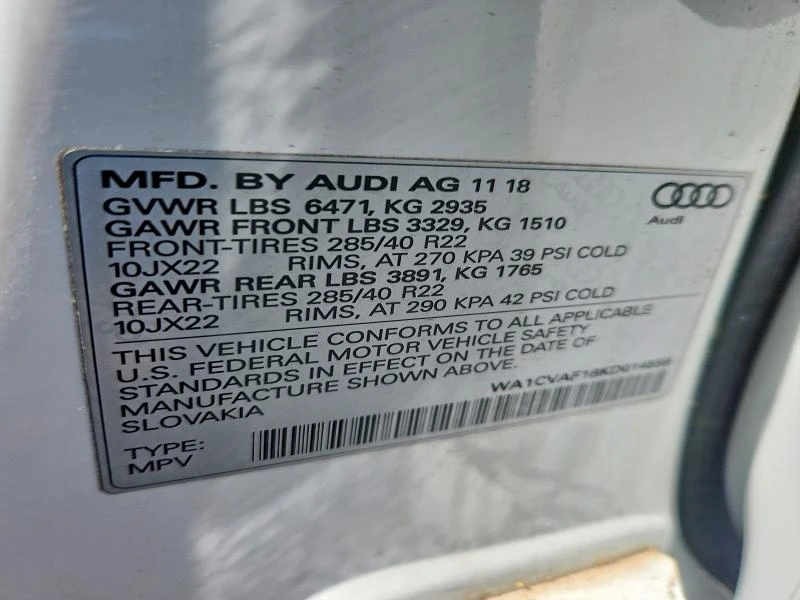 MFD. BY AUDI AG 11 18
GVWR LBS 6471, KG 2935
GAWR FRONT LBS 3329, KG 1510
FRONT-TIRES 285/40 R22
10JX22 RIMS, AT 270 KPA 39 PSI COLD
GAWR REAR LBS 3891, KG 1765
REAR-TIRES 285/40 R22
10JX22 RIMS, AT 290 KPA 42 PSI COLD
Audi
THIS VEHICLE CONFORMS TO ALL APPLICABLE
U.S. FEDERAL MOTOR VEHICLE SAFETY
STANDARDS IN EFFECT ON THE DATE OF
MANUFACTURE SHOWN ABOVE.
SLOVAKIA
TYPE:
MPV